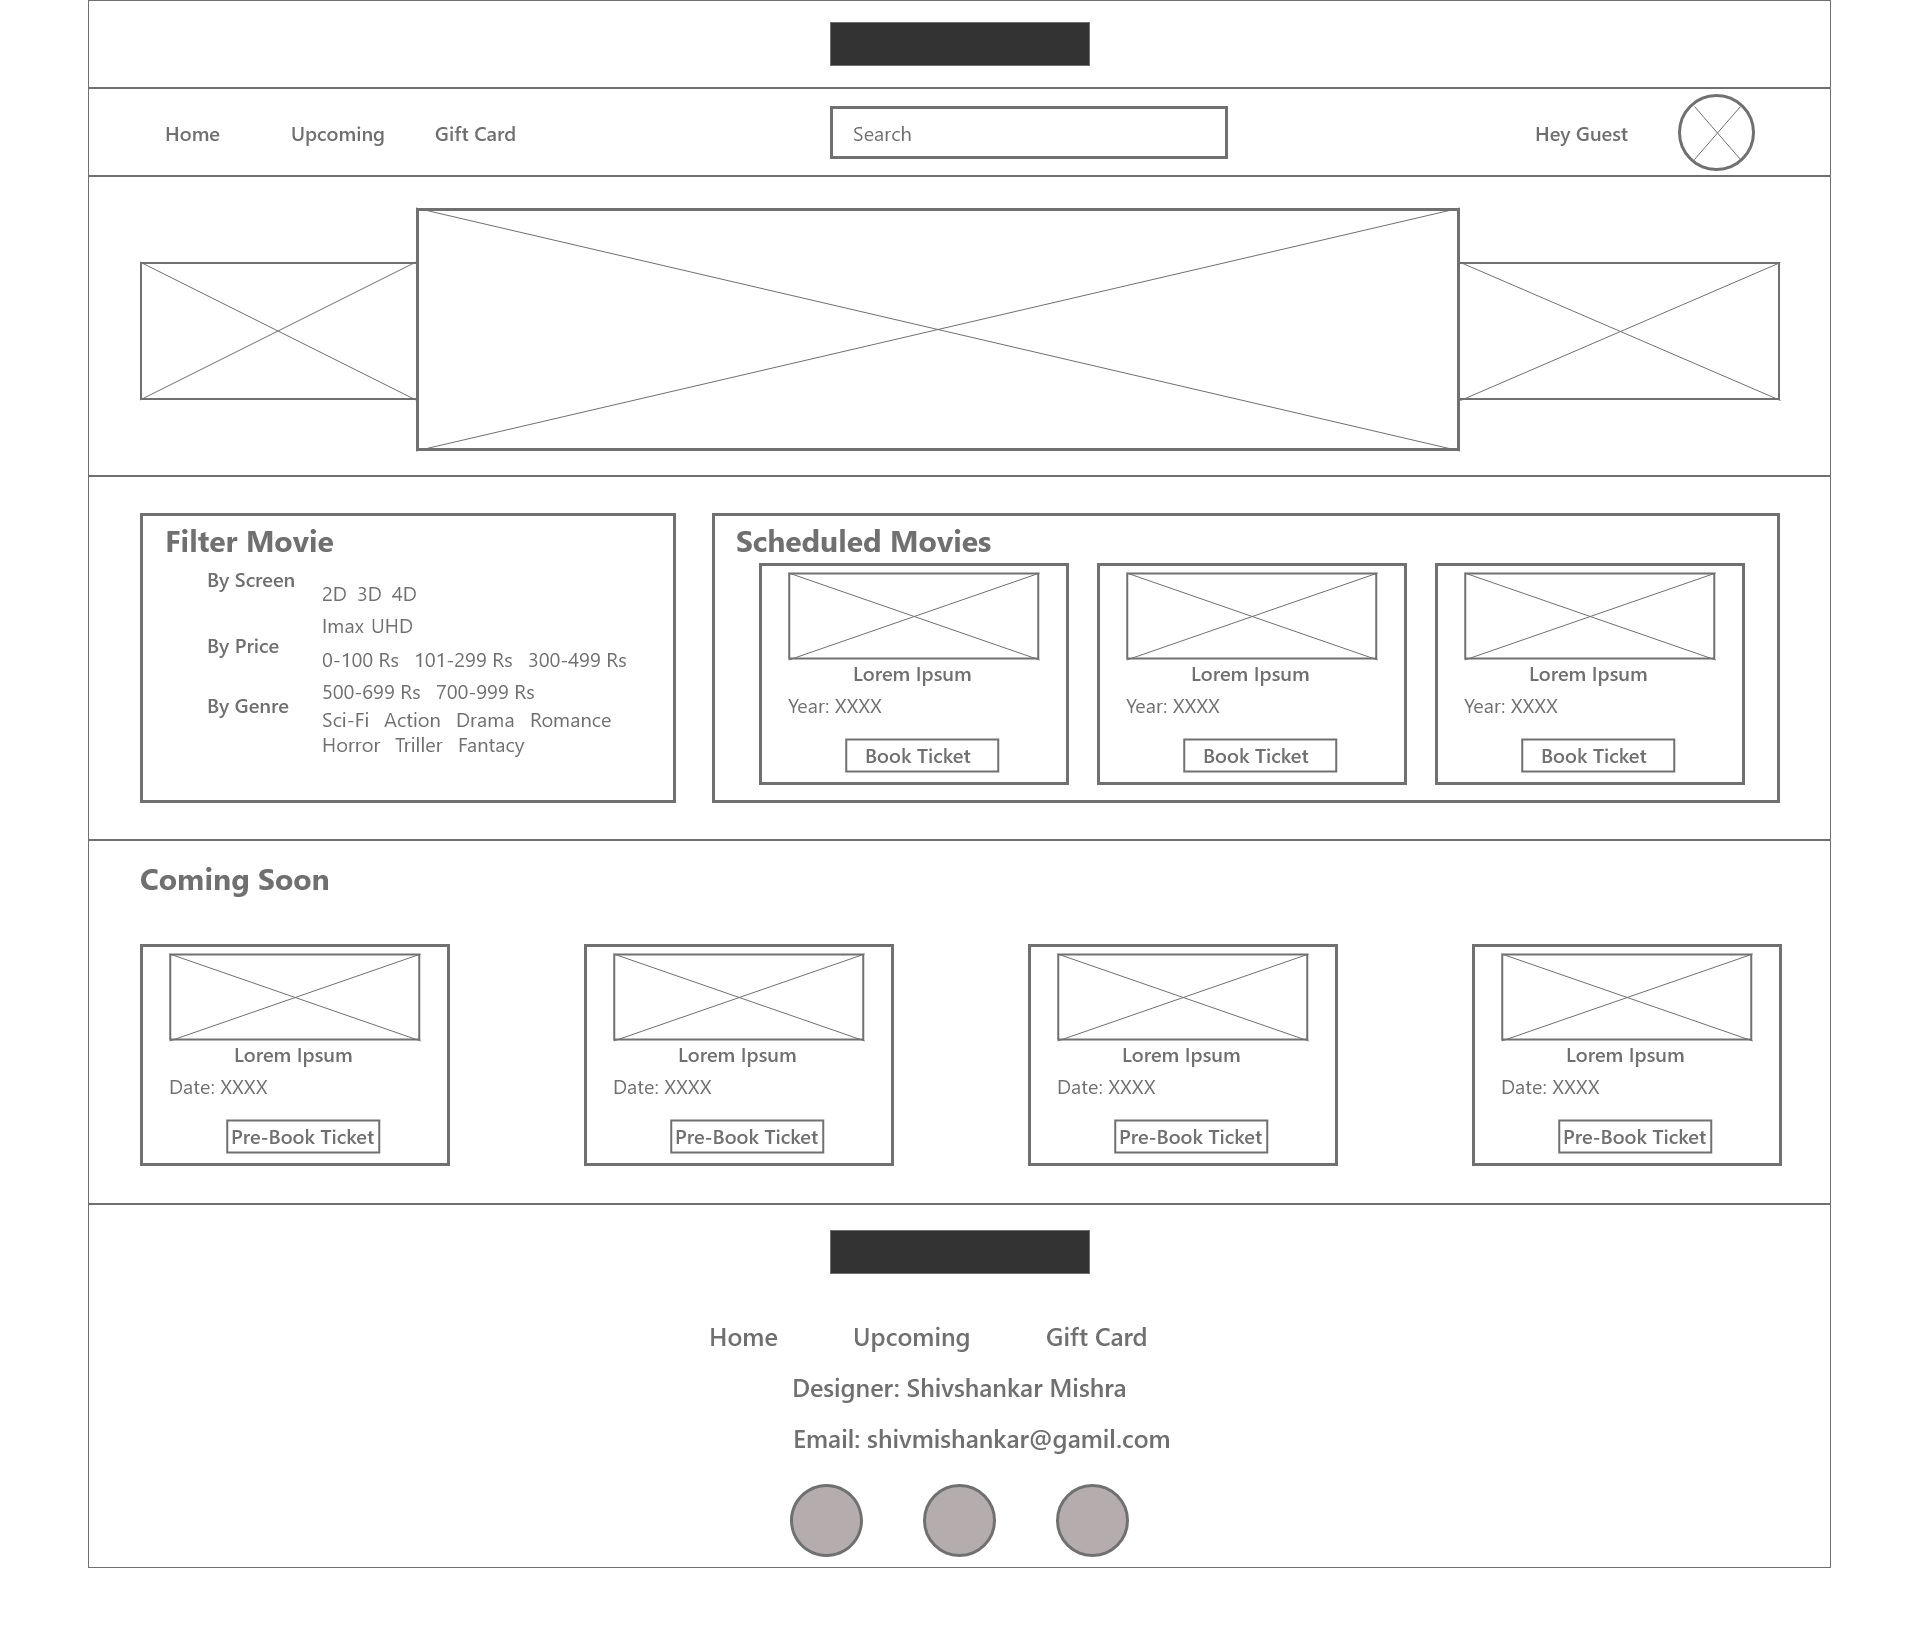 Home Upcoming Gift Card Search Hey Guest
Filter Movie
By Screen
2D 3D 4D
Imax UHD
By Price
0-100 Rs 101-299 Rs 300-499 Rs
500-699 Rs 700-999 Rs
By Genre
Sci-Fi Action Drama Romance
Horror Triller Fantacy
Scheduled Movies
Lorem Ipsum
Year: XXXX
Book Ticket
Lorem Ipsum
Year: XXXX
Book Ticket
Lorem Ipsum
Year: XXXX
Book Ticket
Coming Soon
Lorem Ipsum
Date: XXXX
Pre-Book Ticket
Lorem Ipsum
Date: XXXX
Pre-Book Ticket
Lorem Ipsum
Date: XXXX
Pre-Book Ticket
Lorem Ipsum
Date: XXXX
Pre-Book Ticket
Home Upcoming Gift Card
Designer: Shivshankar Mishra
Email: shivmishankar@gamil.com